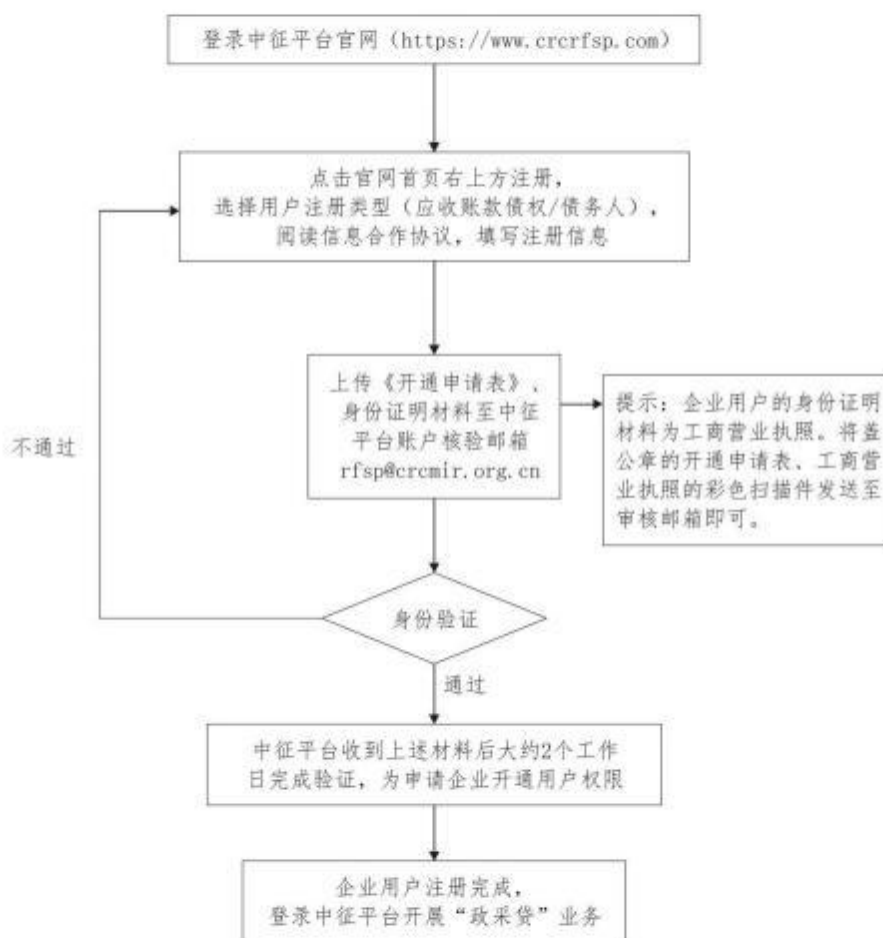 登录中征平台官网（https://www.crcrfsp.com）
点击官网首页右上方注册，
选择用户注册类型（应收账款债权/债务人），
阅读信息合作协议，填写注册信息
上传《开通申请表》、
身份证明材料至中征
平台账户核验邮箱
rfsp@crcmir.org.cn
提示：企业用户的身份证明
材料为工商营业执照。将盖
公章的开通申请表、工商营
业执照的彩色扫描件发送至
审核邮箱即可。
不通过
身份验证
通过
中征平台收到上述材料后大约2个工作
日完成验证，为申请企业开通用户权限
企业用户注册完成，
登录中征平台开展“政采贷”业务